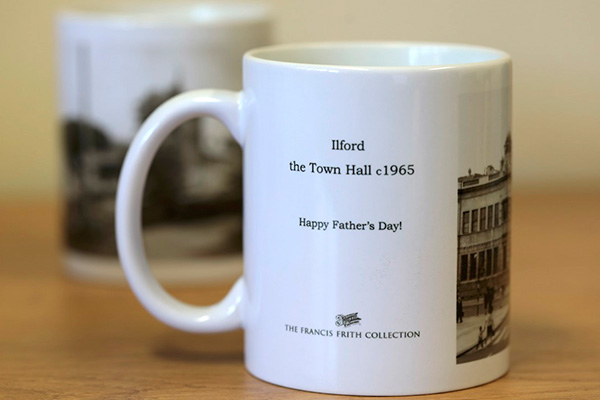 Ilford
the Town Hall c1965
Happy Father's Day!
THE FRANCIS FRITH COLLECTION